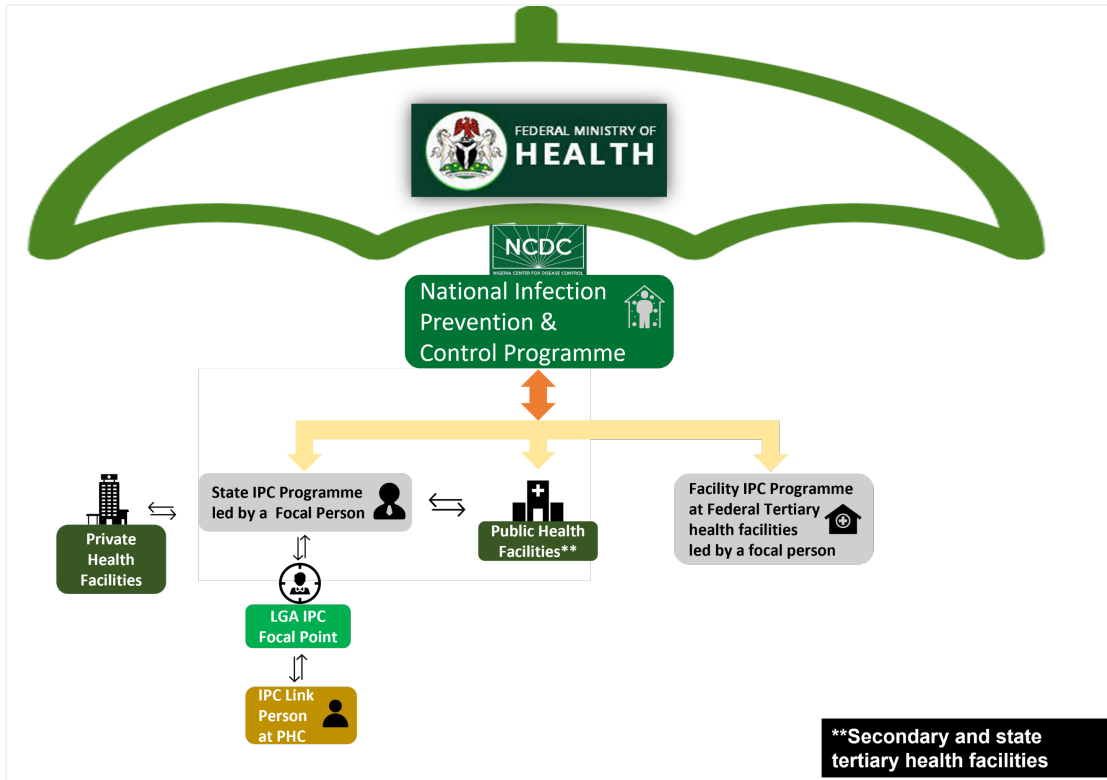 FEDERAL MINISTRY OF
HEALTH
NCDC
NIGERIA CENTER FOR DISEASE CONTROL
National Infection
Prevention &
Control Programme
State IPC Programme
led by a Focal Person
Public Health
Facilities**
Facility IPC Programme
at Federal Tertiary
health facilities
led by a focal person
Private
Health
Facilities
LGA IPC
Focal Point
IPC Link
Person
at PHC
**Secondary and state
tertiary health facilities